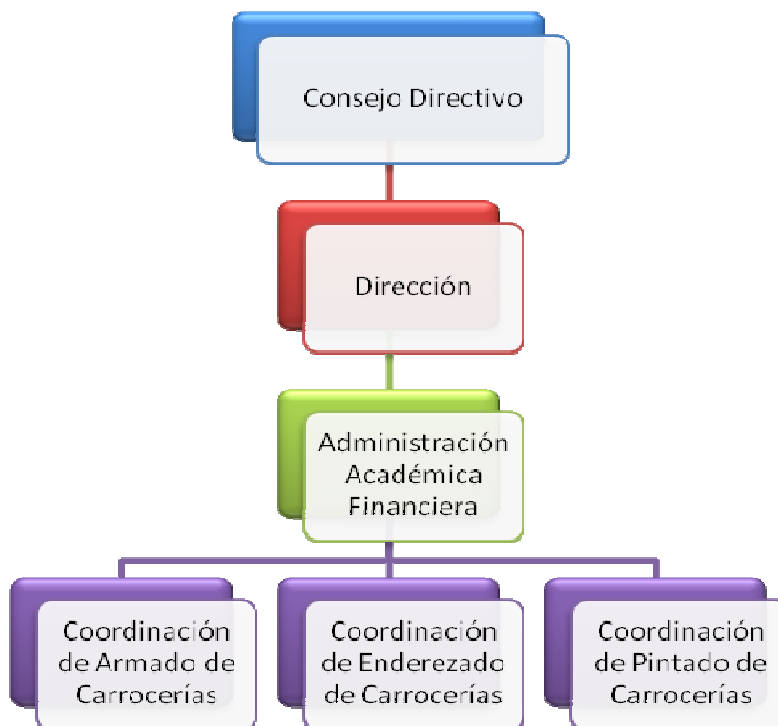 Consejo Directivo
Dirección
Administración
Académica
Financiera
Coordinación
de Armado de
Carrocerías
Coordinación
de Enderezado
de Carrocerías
Coordinación
de Pintado de
Carrocerías